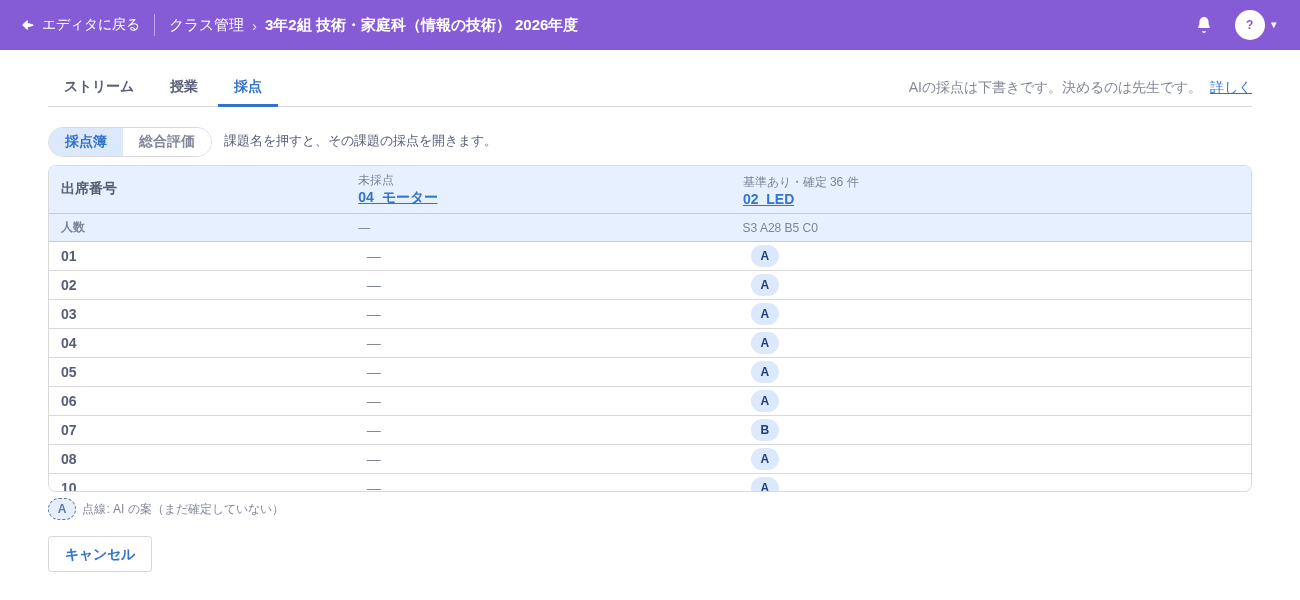 エディタに戻る クラス管理 › 3年2組 技術・家庭科（情報の技術） 2026年度 ? ▾
ストリーム 授業 採点 AIの採点は下書きです。決めるのは先生です。 詳しく
採点簿 総合評価 課題名を押すと、その課題の採点を開きます。
出席番号 未採点 基準あり・確定 36 件
04_モーター 02_LED
人数 — S3 A28 B5 C0
01 — A
02 — A
03 — A
04 — A
05 — A
06 — A
07 — B
08 — A
10 — A
A 点線: AI の案（まだ確定していない）
キャンセル